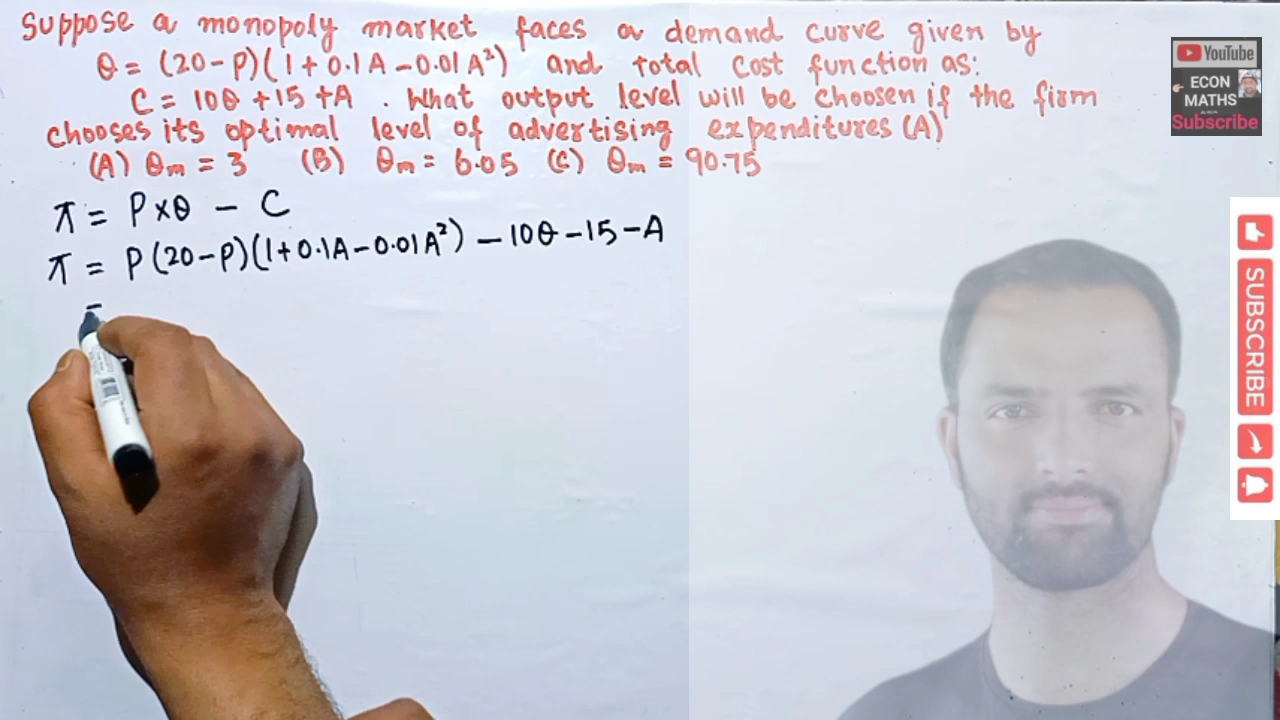 Suppose a monopoly market faces a demand curve given by
θ = (20-P)(1+0.1A-0.01A²) and total cost function as:
C = 10θ+15+A. What output level will be choosen if the firm
chooses its optimal level of advertising expenditures (A)
(A) θm = 3 (B) θm = 6.05 (C) θm = 90.75
π = P×θ - C
π = P(20-P)(1+0.1A-0.01A²) -10θ-15-A
YouTube
ECON
MATHS
Subscribe
SUBSCRIBE